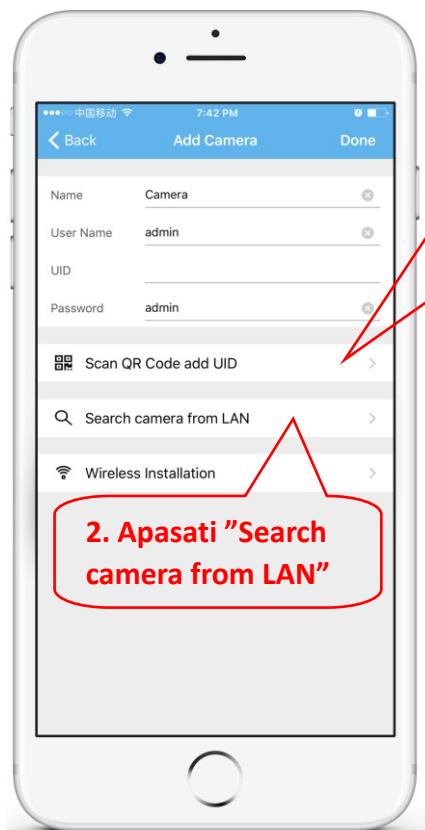 中国移动 7:42 PM
Back Add Camera Done
Name Camera
User Name admin
UID
Password admin
Scan QR Code add UID
Search camera from LAN
Wireless Installation
2. Apasati ”Search
camera from LAN”